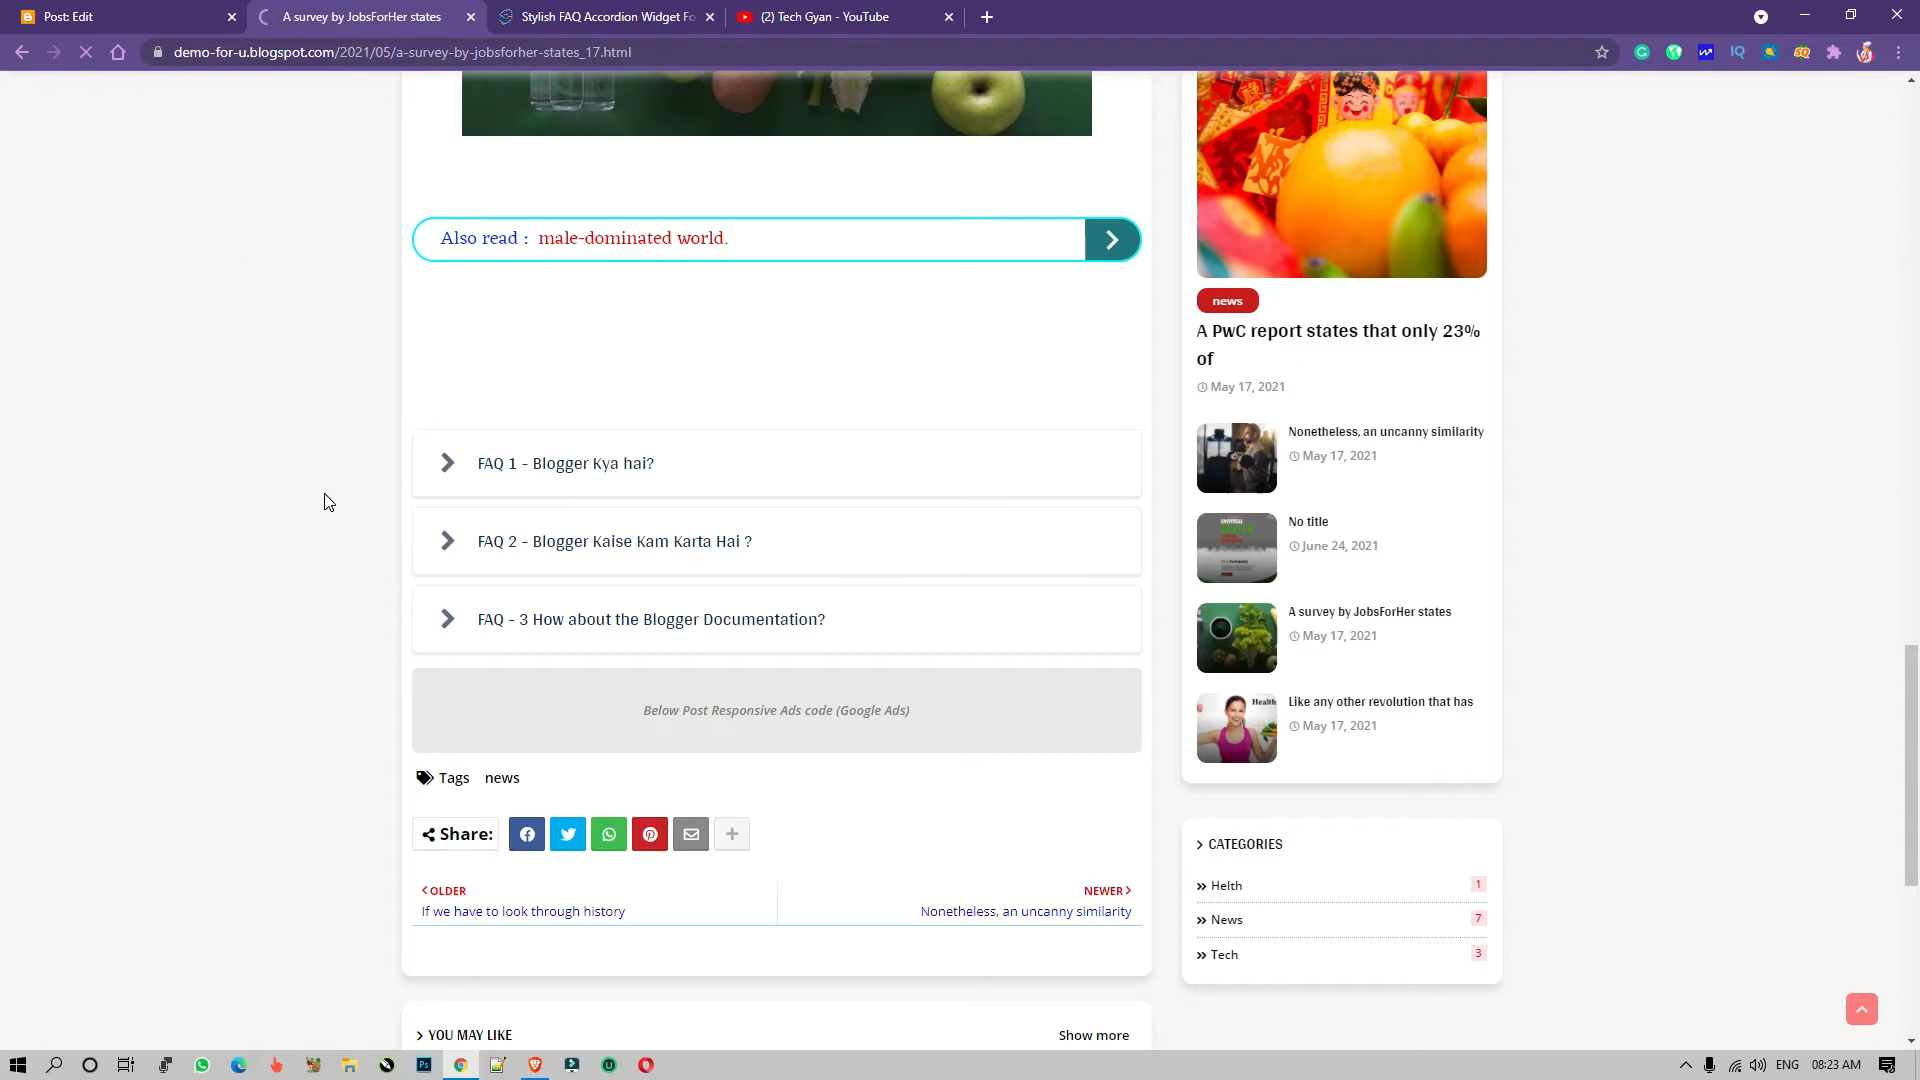 Post: Edit
A survey by JobsForHer states
Stylish FAQ Accordion Widget Fo
(2) Tech Gyan - YouTube
demo-for-u.blogspot.com/2021/05/a-survey-by-jobsforher-states_17.html
Also read : male-dominated world.
FAQ 1 - Blogger Kya hai?
FAQ 2 - Blogger Kaise Kam Karta Hai ?
FAQ - 3 How about the Blogger Documentation?
Below Post Responsive Ads code (Google Ads)
Tags news
Share:
OLDER
If we have to look through history
NEWER
Nonetheless, an uncanny similarity
YOU MAY LIKE
Show more
news
A PwC report states that only 23%
of
May 17, 2021
Nonetheless, an uncanny similarity
May 17, 2021
No title
June 24, 2021
A survey by JobsForHer states
May 17, 2021
Health
Like any other revolution that has
May 17, 2021
CATEGORIES
Helth 1
News 7
Tech 3
ENG
08:23 AM